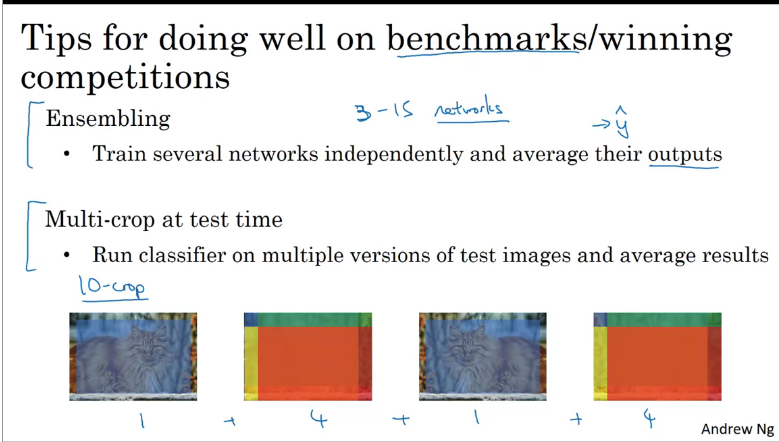 Tips for doing well on benchmarks/winning
competitions
Ensembling
3-15 networks
→ ŷ
• Train several networks independently and average their outputs
Multi-crop at test time
• Run classifier on multiple versions of test images and average results
10-crop
1 + 4 + 1 + 4
Andrew Ng